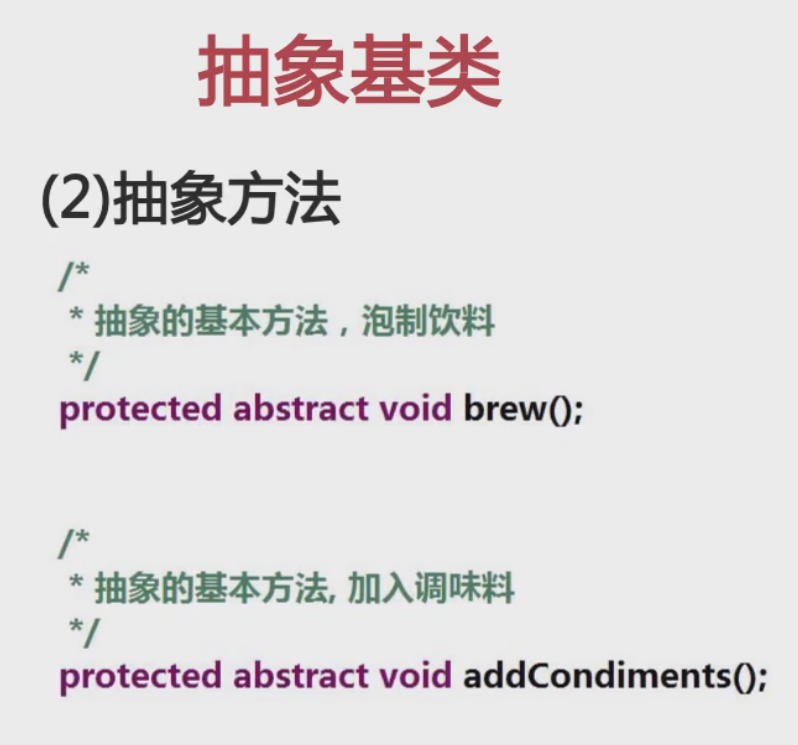 抽象基类
(2)抽象方法
/*
* 抽象的基本方法，泡制饮料
*/
protected abstract void brew();
/*
* 抽象的基本方法, 加入调味料
*/
protected abstract void addCondiments();